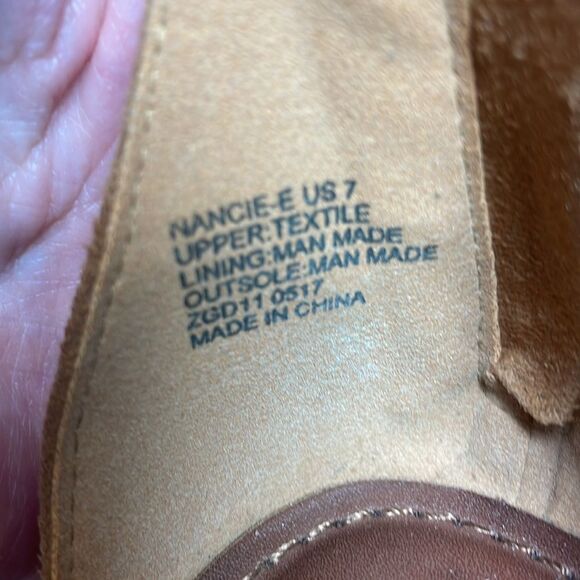 NANCIE-E US 7
UPPER:TEXTILE
LINING:MAN MADE
OUTSOLE:MAN MADE
ZGD11 0517
MADE IN CHINA